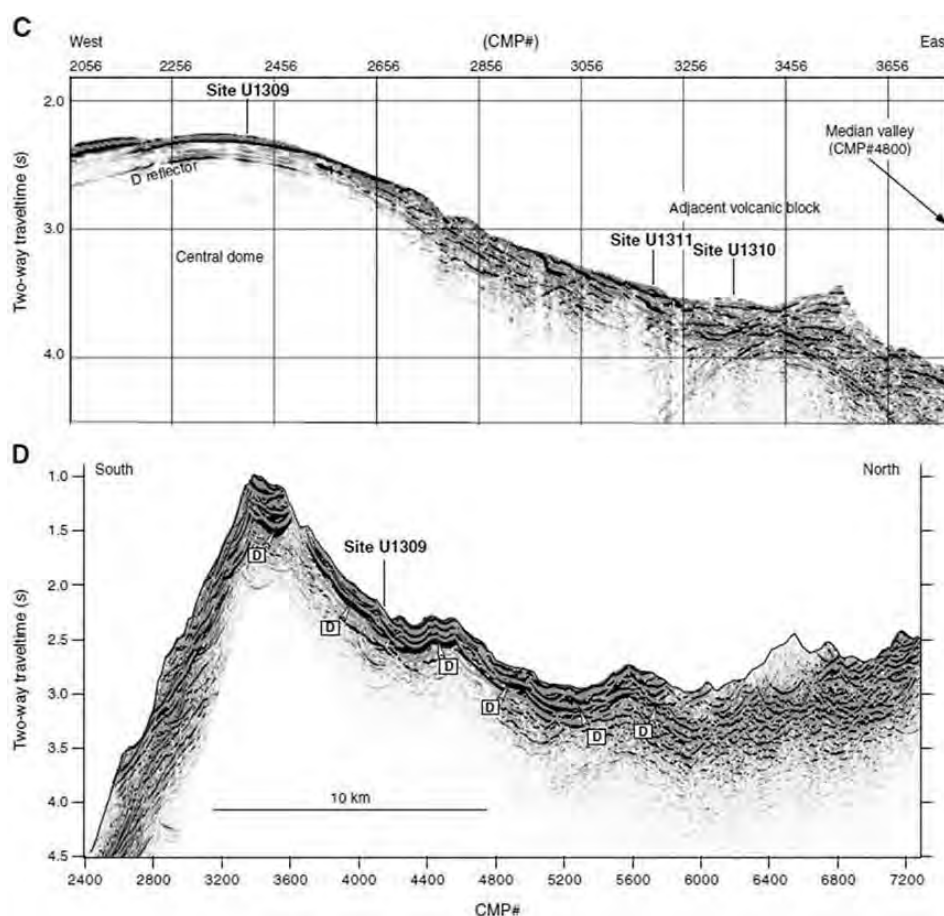 C
West (CMP#) East
2056 2256 2456 2656 2856 3056 3256 3456 3656
Site U1309
2.0
Median valley
(CMP#4800)
D reflector
Two-way traveltime (s)
Adjacent volcanic block
3.0
Site U1311
Central dome
Site U1310
4.0
D
South North
1.0
1.5
Site U1309
D
2.0
D
Two-way traveltime (s)
2.5
D
3.0
D
D
D
3.5
10 km
4.0
4.5
2400 2800 3200 3600 4000 4400 4800 5200 5600 6000 6400 6800 7200
CMP#